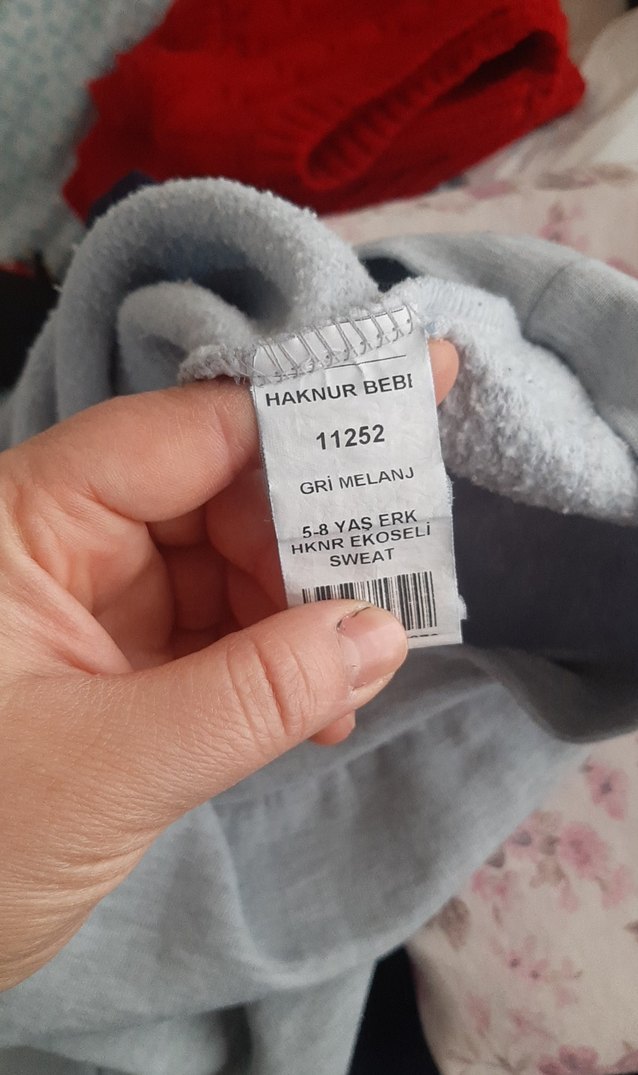 HAKNUR BEBE
11252
GRİ MELANJ
5-8 YAŞ ERK
HKNR EKOSELİ
SWEAT